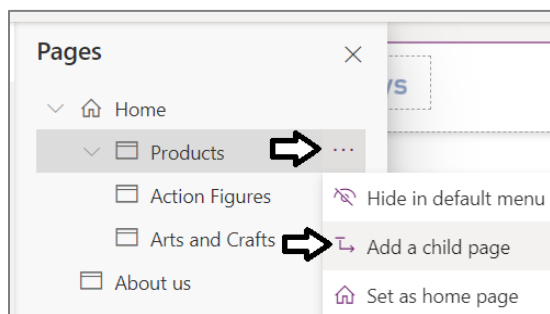 Pages
Home
Products
Action Figures
Hide in default menu
Arts and Crafts
Add a child page
About us
Set as home page